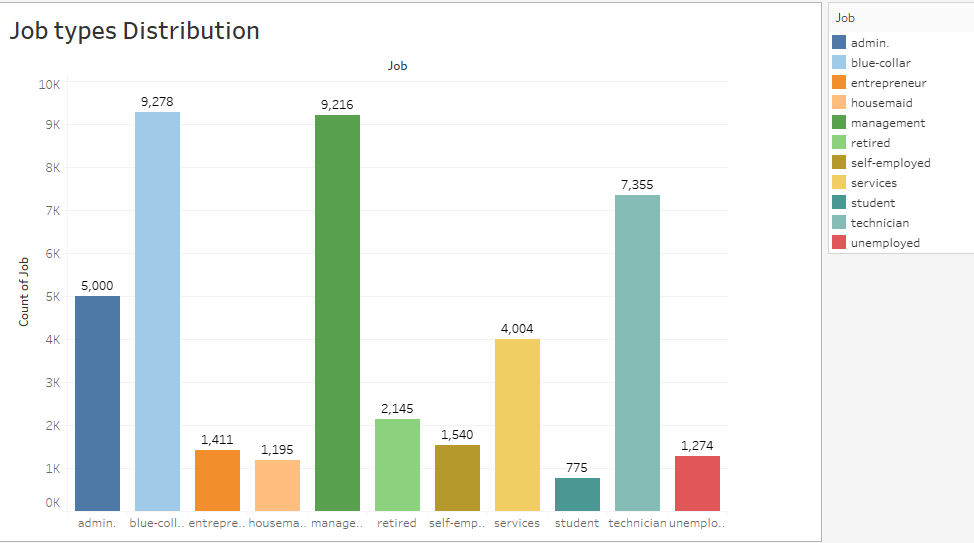 Job types Distribution
Job
10K
9K
8K
7K
6K
5K
4K
3K
2K
1K
0K
Count of Job
5,000
9,278
1,411
1,195
9,216
2,145
1,540
4,004
775
7,355
1,274
admin. blue-coll.. entrepre.. housema.. manage.. retired self-emp.. services student technician unemplo..
Job
admin.
blue-collar
entrepreneur
housemaid
management
retired
self-employed
services
student
technician
unemployed